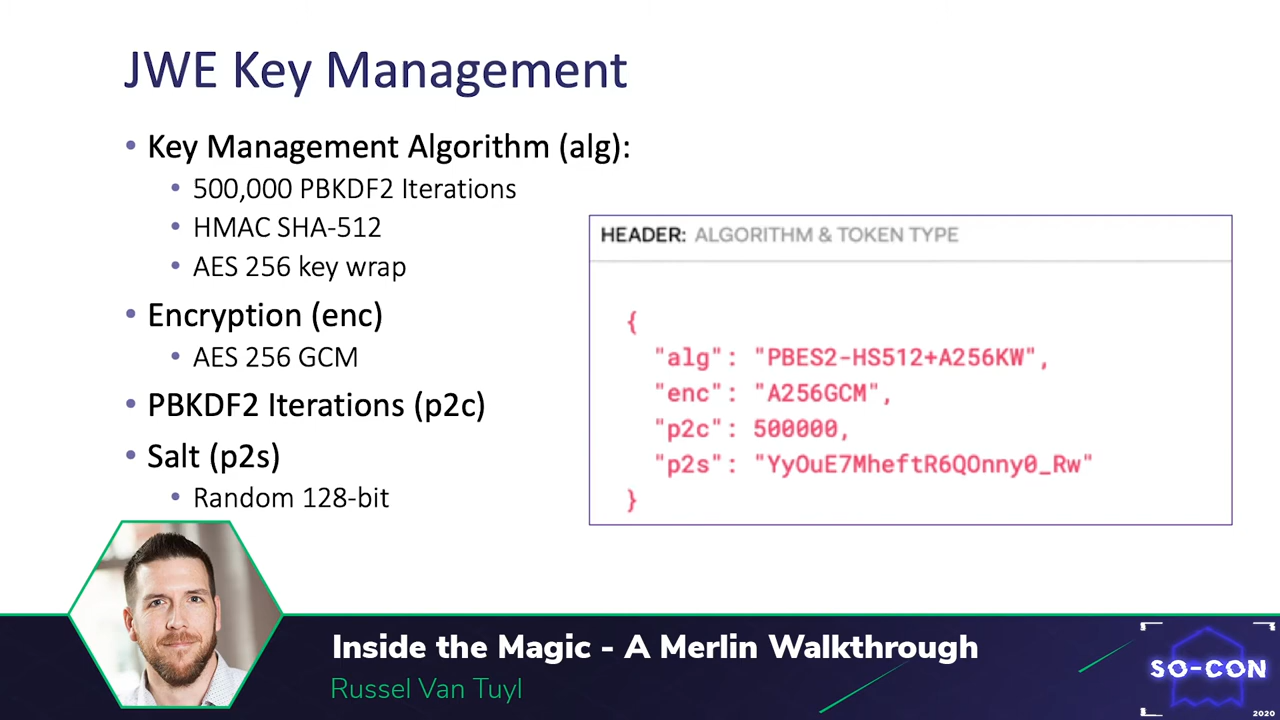 JWE Key Management
• Key Management Algorithm (alg):
• 500,000 PBKDF2 Iterations
• HMAC SHA-512
• AES 256 key wrap
• Encryption (enc)
• AES 256 GCM
• PBKDF2 Iterations (p2c)
• Salt (p2s)
• Random 128-bit
HEADER: ALGORITHM & TOKEN TYPE
{
"alg": "PBES2-HS512+A256KW",
"enc": "A256GCM",
"p2c": 500000,
"p2s": "YyOuE7MheftR6QOnny0_Rw"
}
Inside the Magic - A Merlin Walkthrough
Russel Van Tuyl
SO-CON
2020